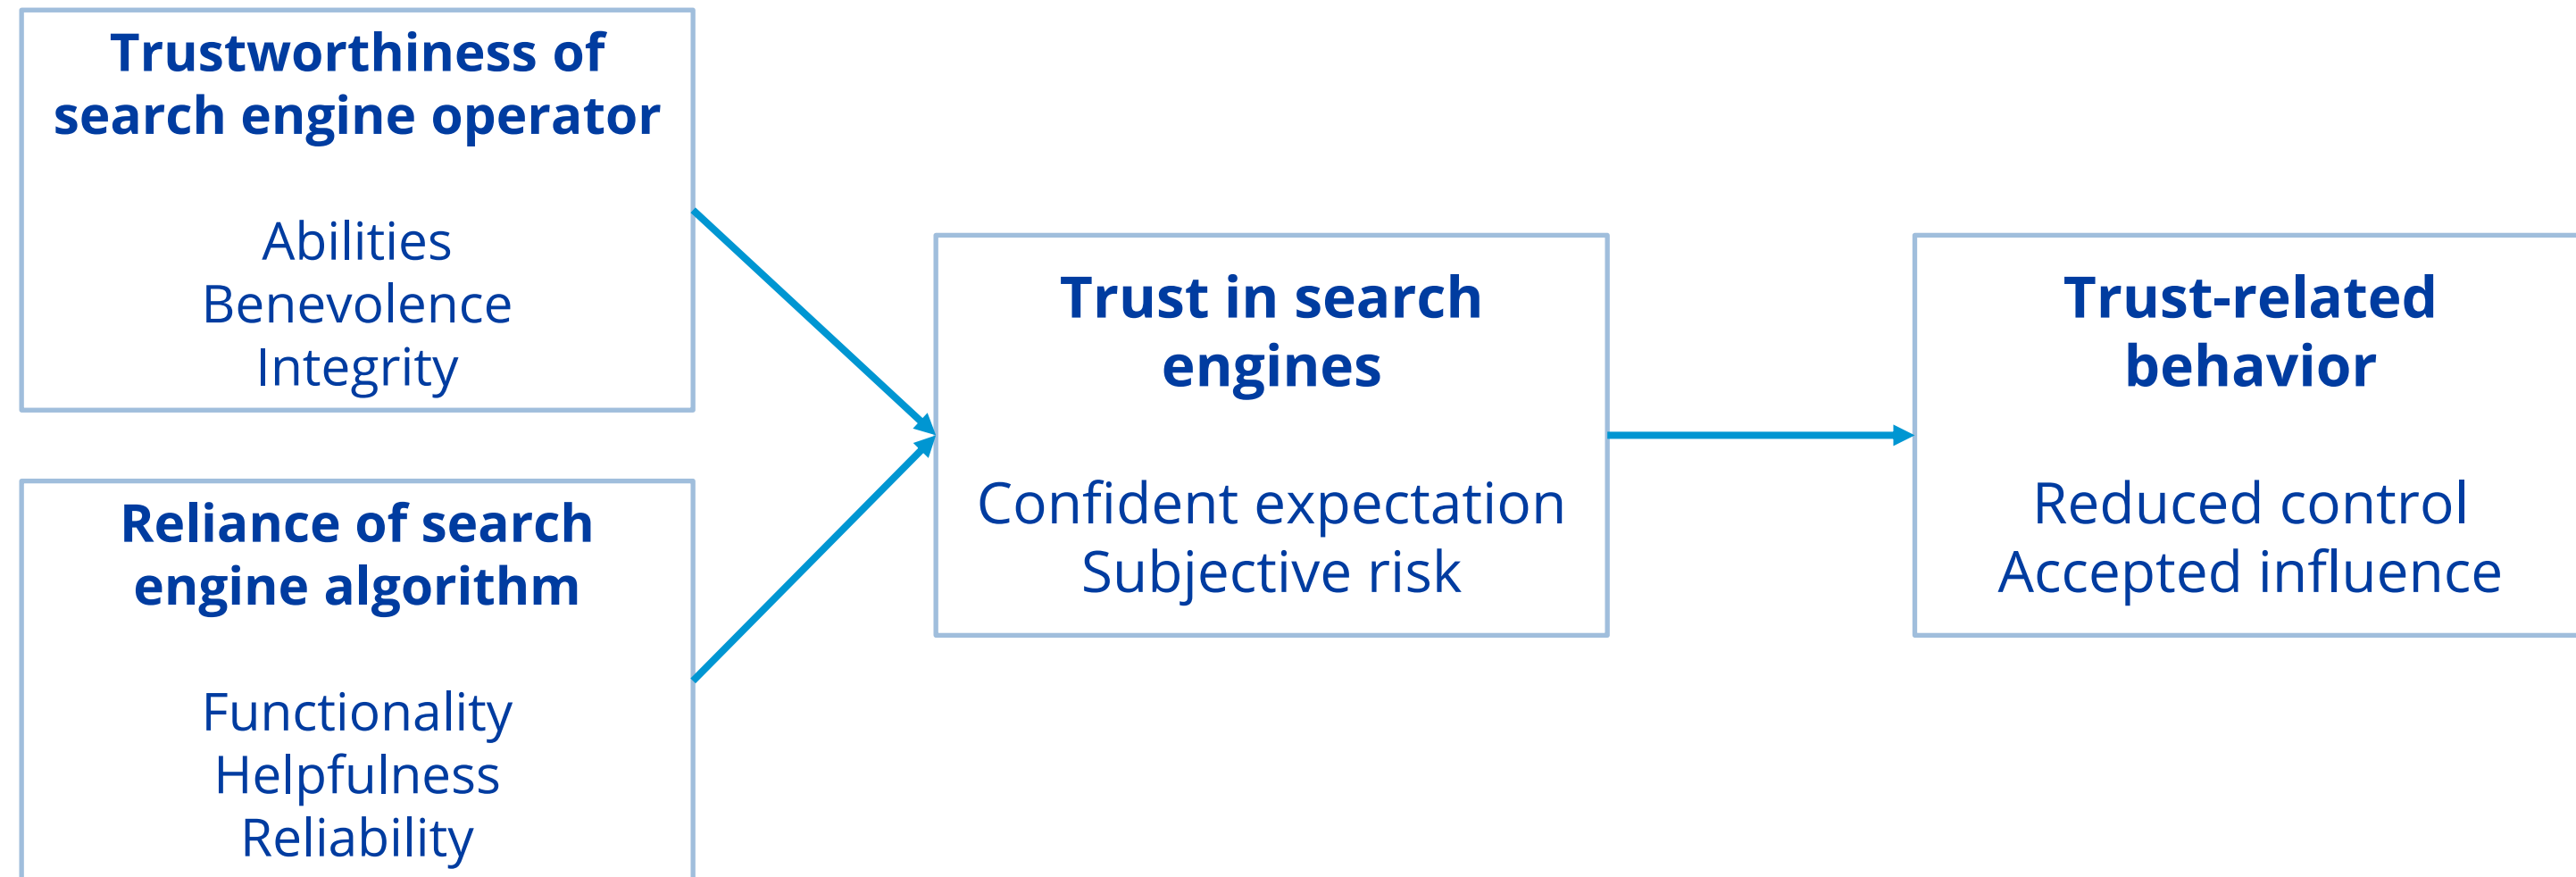 Trustworthiness of
search engine operator
Abilities
Benevolence
Integrity
Reliance of search
engine algorithm
Functionality
Helpfulness
Reliability
Trust in search
engines
Confident expectation
Subjective risk
Trust-related
behavior
Reduced control
Accepted influence